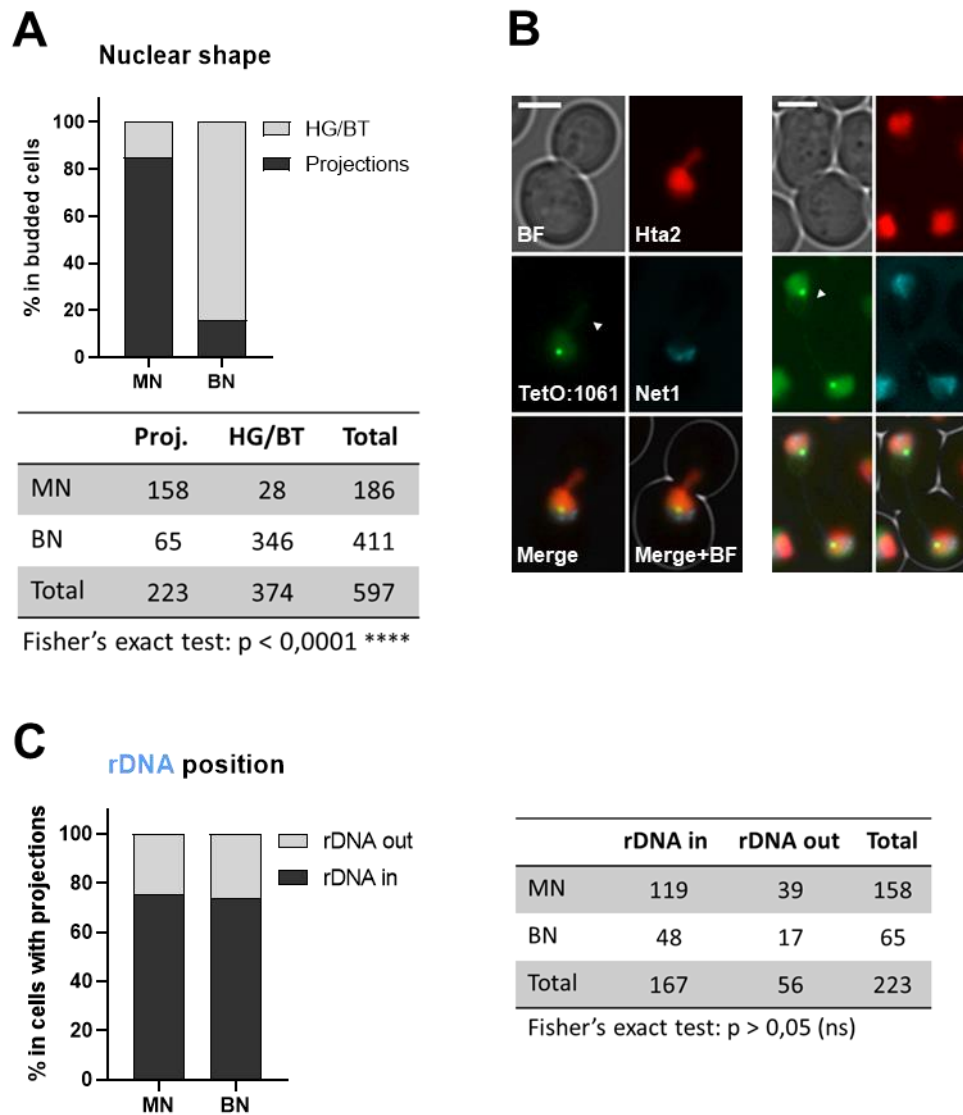 A
Nuclear shape
% in budded cells
100
80
60
40
20
0
MN BN
HG/BT
Projections
Proj. HG/BT Total
MN 158 28 186
BN 65 346 411
Total 223 374 597
Fisher's exact test: p < 0,0001 ****
B
BF Hta2
TetO:1061 Net1
Merge Merge+BF
C
rDNA position
% in cells with projections
100
80
60
40
20
0
MN BN
rDNA out
rDNA in
rDNA in rDNA out Total
MN 119 39 158
BN 48 17 65
Total 167 56 223
Fisher's exact test: p > 0,05 (ns)